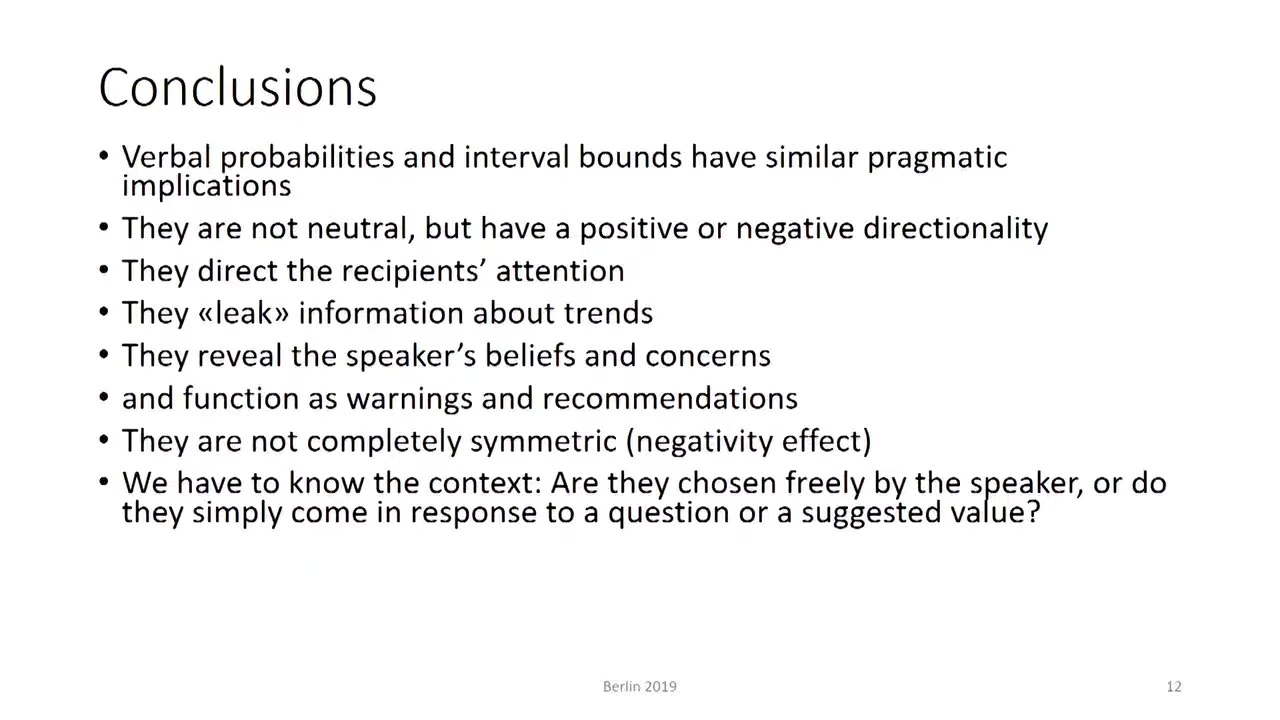 Conclusions
• Verbal probabilities and interval bounds have similar pragmatic
implications
• They are not neutral, but have a positive or negative directionality
• They direct the recipients’ attention
• They «leak» information about trends
• They reveal the speaker’s beliefs and concerns
• and function as warnings and recommendations
• They are not completely symmetric (negativity effect)
• We have to know the context: Are they chosen freely by the speaker, or do
they simply come in response to a question or a suggested value?
Berlin 2019
12